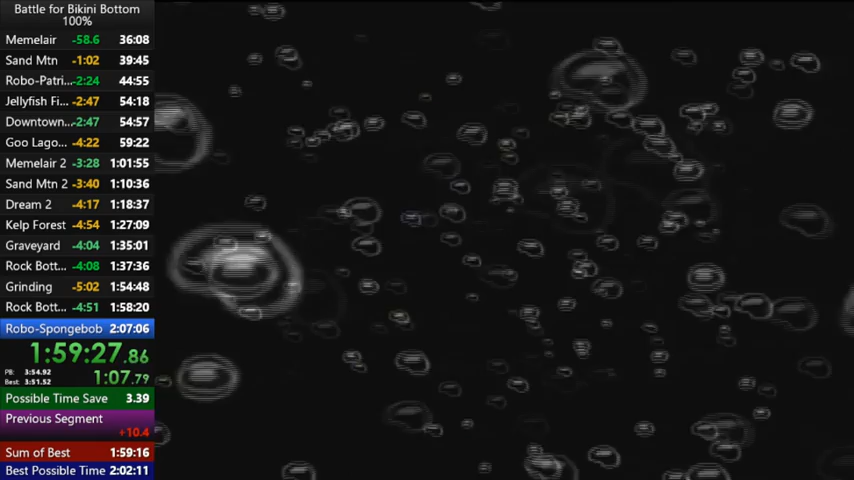 Battle for Bikini Bottom
100%
Memelair -58.6 36:08
Sand Mtn -1:02 39:45
Robo-Patri... -2:24 44:55
Jellyfish Fi... -2:47 54:18
Downtown... -2:47 54:57
Goo Lago... -4:22 59:22
Memelair 2 -3:28 1:01:55
Sand Mtn 2 -3:40 1:10:36
Dream 2 -4:17 1:18:37
Kelp Forest -4:54 1:27:09
Graveyard -4:04 1:35:01
Rock Bott... -4:08 1:37:36
Grinding -5:02 1:54:48
Rock Bott... -4:51 1:58:20
Robo-Spongebob 2:07:06
1:59:27.86
PB: 3:54.92
Best: 3:51.52
1:07.79
Possible Time Save 3.39
Previous Segment
+10.4
Sum of Best 1:59:16
Best Possible Time 2:02:11